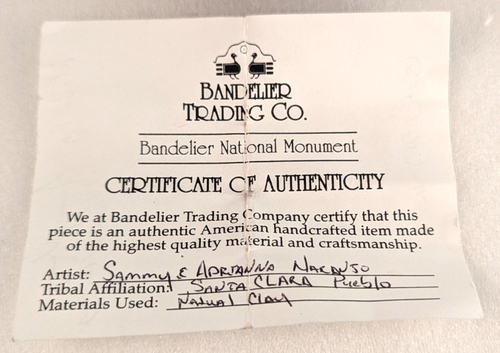 BANDELIER
TRADING CO.
Bandelier National Monument
CERTIFICATE OF AUTHENTICITY
We at Bandelier Trading Company certify that this
piece is an authentic American handcrafted item made
of the highest quality material and craftsmanship.
Artist: Sammy & Adrianna Naranjo
Tribal Affiliation: Santa Clara Pueblo
Materials Used: Natual Clay